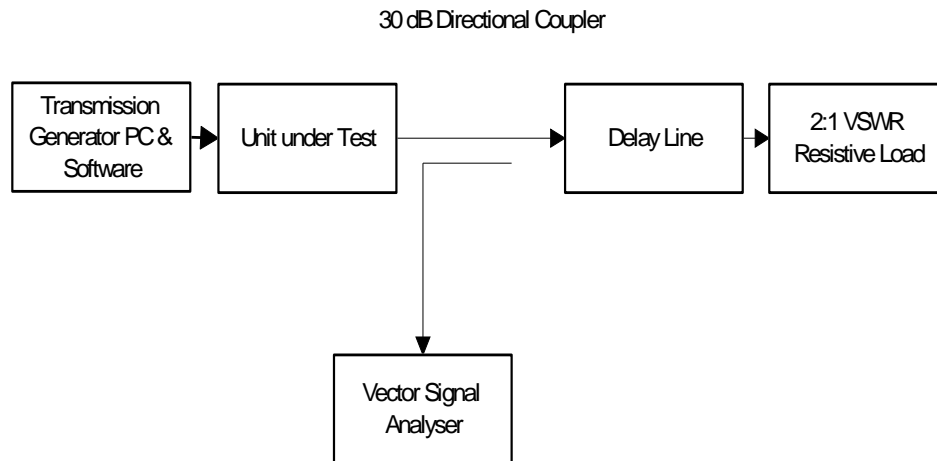 30 dB Directional Coupler
Transmission
Generator PC &
Software
Unit under Test
Delay Line
2:1 VSWR
Resistive Load
Vector Signal
Analyser